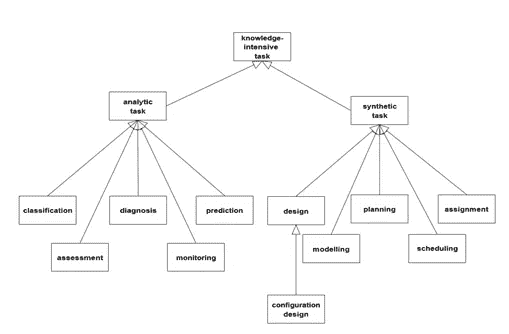 knowledge-
intensive
task
analytic
task
synthetic
task
classification
diagnosis
prediction
design
planning
assignment
assessment
monitoring
modelling
scheduling
configuration
design